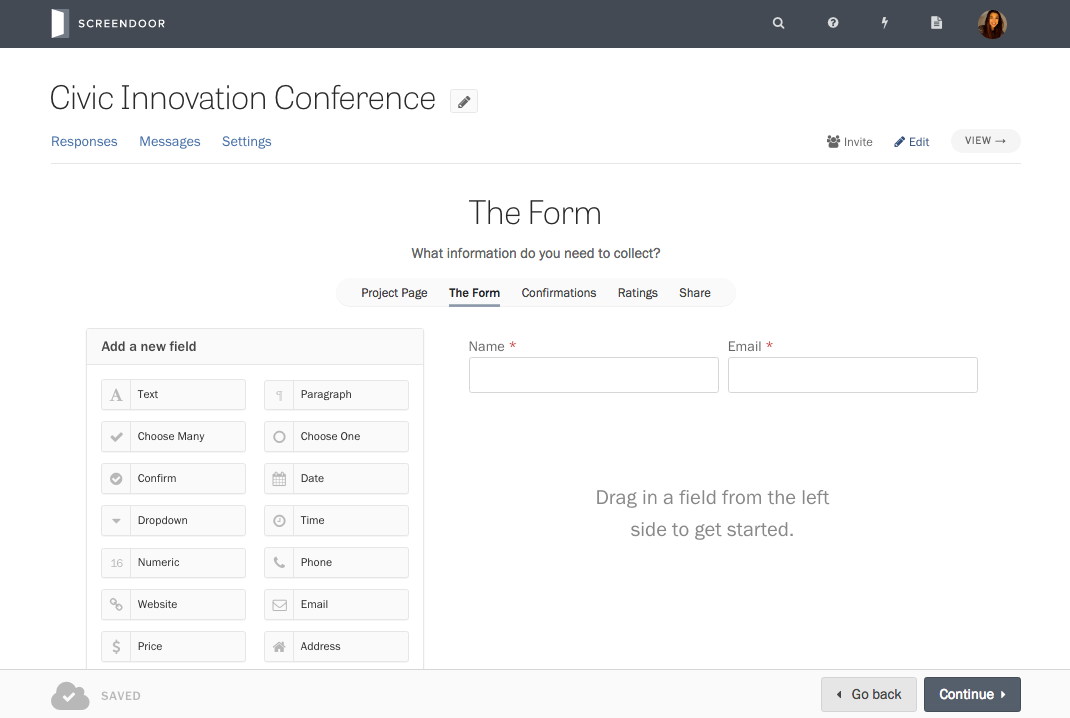 SCREENDOOR
Civic Innovation Conference
Responses Messages Settings Invite Edit VIEW →
The Form
What information do you need to collect?
Project Page The Form Confirmations Ratings Share
Add a new field
Name * Email *
Text Paragraph
Choose Many Choose One
Confirm Date
Dropdown Time
16 Numeric Phone
Website Email
$ Price Address
Drag in a field from the left
side to get started.
SAVED Go back Continue